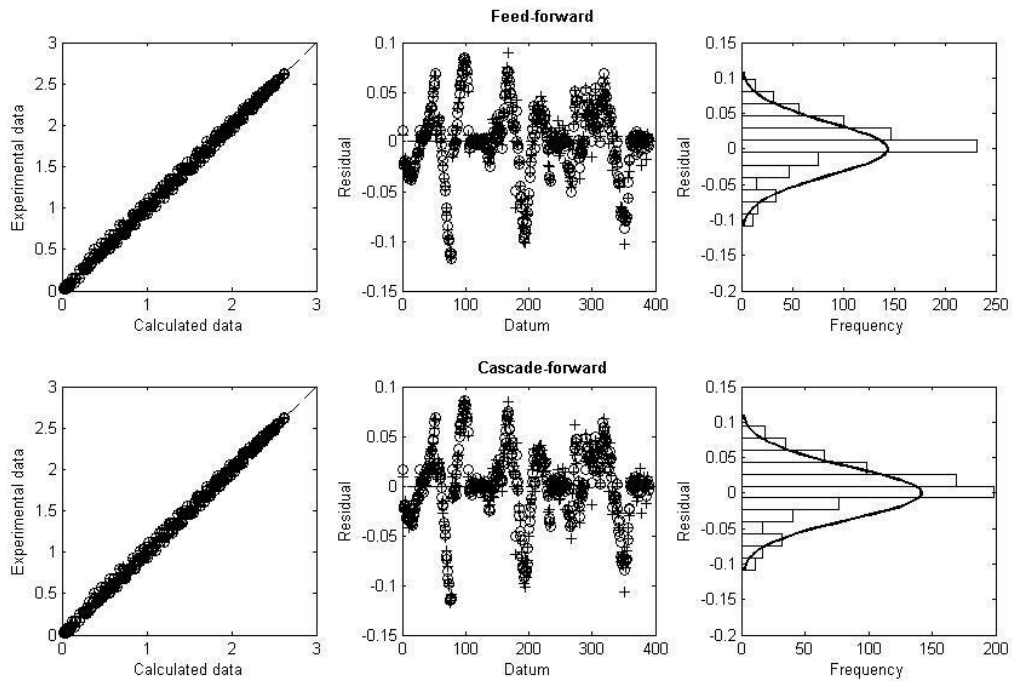 Feed-forward
3
2.5
2
1.5
1
0.5
0
0 1 2 3
Experimental data
Calculated data
0.1
0.05
0
-0.05
-0.1
-0.15
0 100 200 300 400
Residual
Datum
0.15
0.1
0.05
0
-0.05
-0.1
-0.15
-0.2
0 50 100 150 200 250
Residual
Frequency
Cascade-forward
3
2.5
2
1.5
1
0.5
0
0 1 2 3
Experimental data
Calculated data
0.1
0.05
0
-0.05
-0.1
-0.15
0 100 200 300 400
Residual
Datum
0.15
0.1
0.05
0
-0.05
-0.1
-0.15
-0.2
0 50 100 150 200
Residual
Frequency